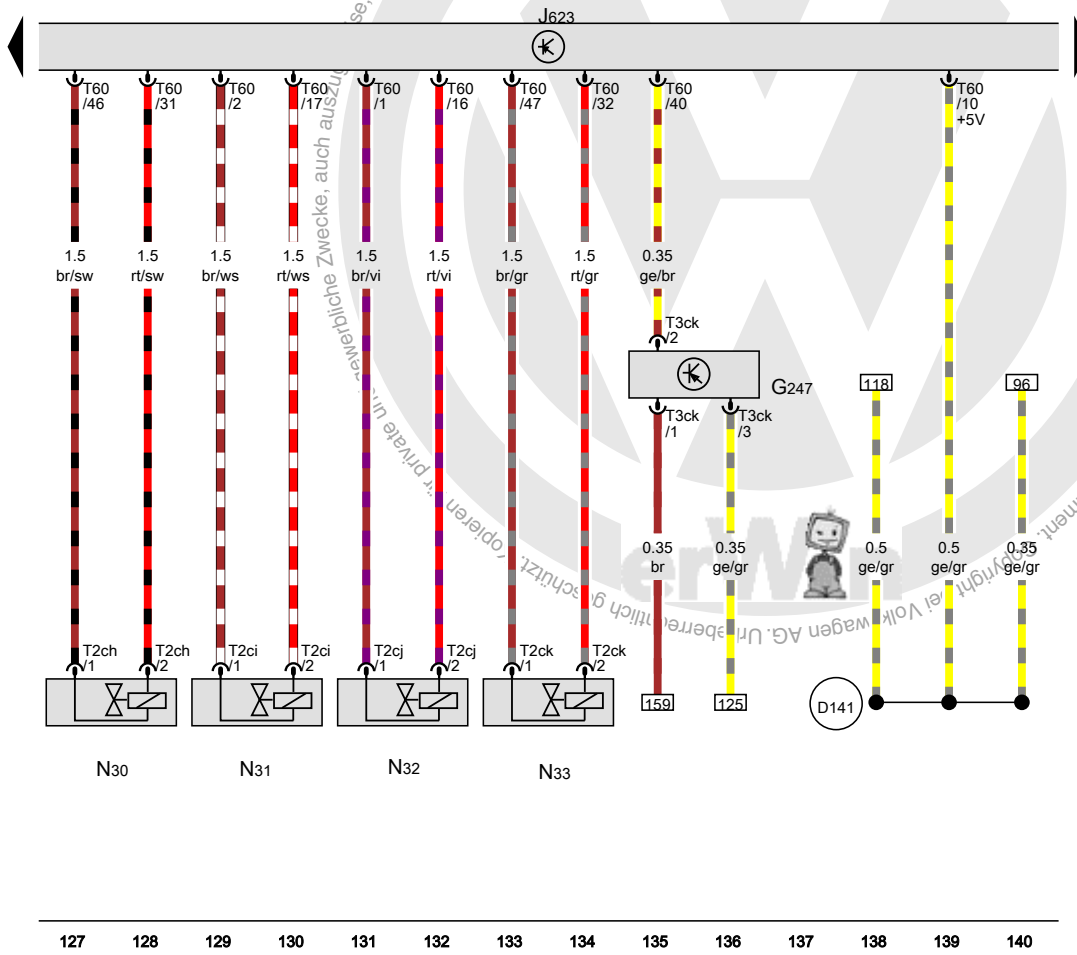 J623
T60
/46
T60
/31
T60
/2
T60
/17
T60
/1
T60
/16
T60
/47
T60
/32
T60
/40
T60
/10
+5V
1.5
br/sw
1.5
rt/sw
1.5
br/ws
1.5
rt/ws
1.5
br/vi
1.5
rt/vi
1.5
br/gr
1.5
rt/gr
0.35
ge/br
T3ck
/2
G247
T3ck
/1
T3ck
/3
118
96
0.35
br
0.35
ge/gr
0.5
ge/gr
0.5
ge/gr
0.35
ge/gr
T2ch
/1
T2ch
/2
T2ci
/1
T2ci
/2
T2cj
/1
T2cj
/2
T2ck
/1
T2ck
/2
159
125
D141
N30
N31
N32
N33
127 128 129 130 131 132 133 134 135 136 137 138 139 140
erWin
Zwecke, auch
Volkswagen AG.